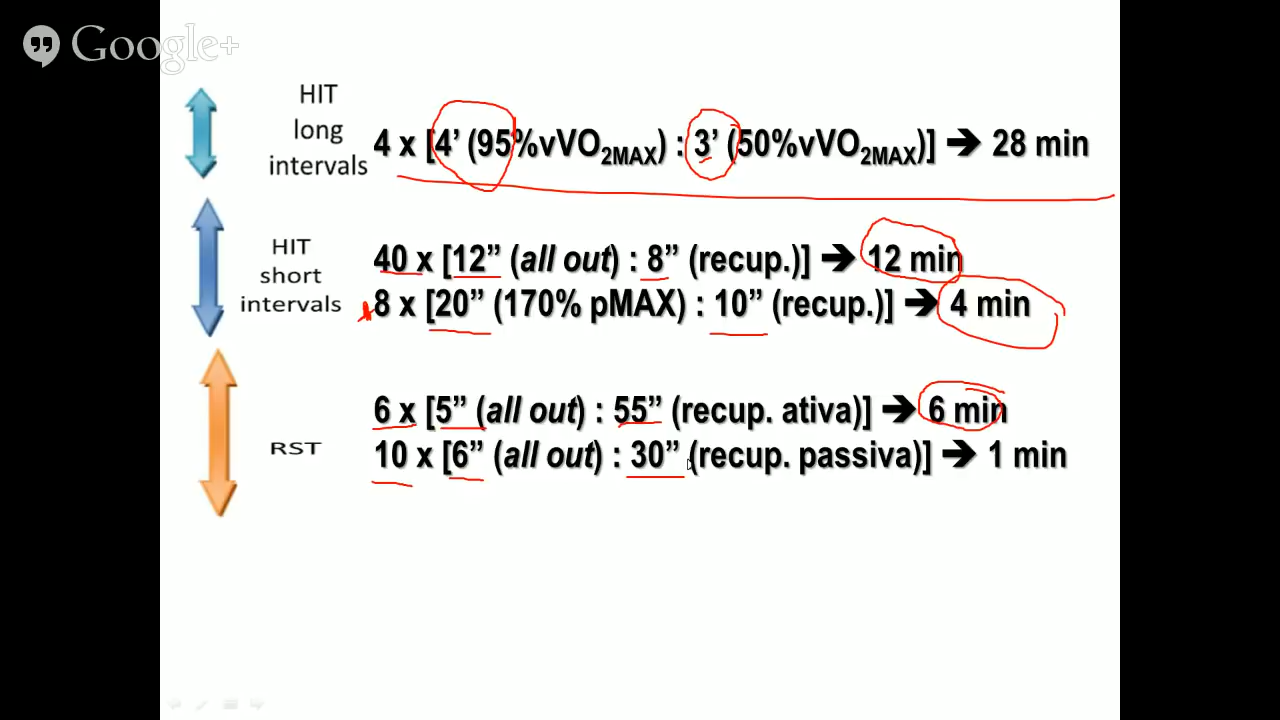 Google+
HIT
long
intervals
4 x [4’ (95%vVO2MAX) : 3’ (50%vVO2MAX)] ➔ 28 min
HIT
short
intervals
40 x [12” (all out) : 8” (recup.)] ➔ 12 min
8 x [20” (170% pMAX) : 10” (recup.)] ➔ 4 min
RST
6 x [5” (all out) : 55” (recup. ativa)] ➔ 6 min
10 x [6” (all out) : 30” (recup. passiva)] ➔ 1 min